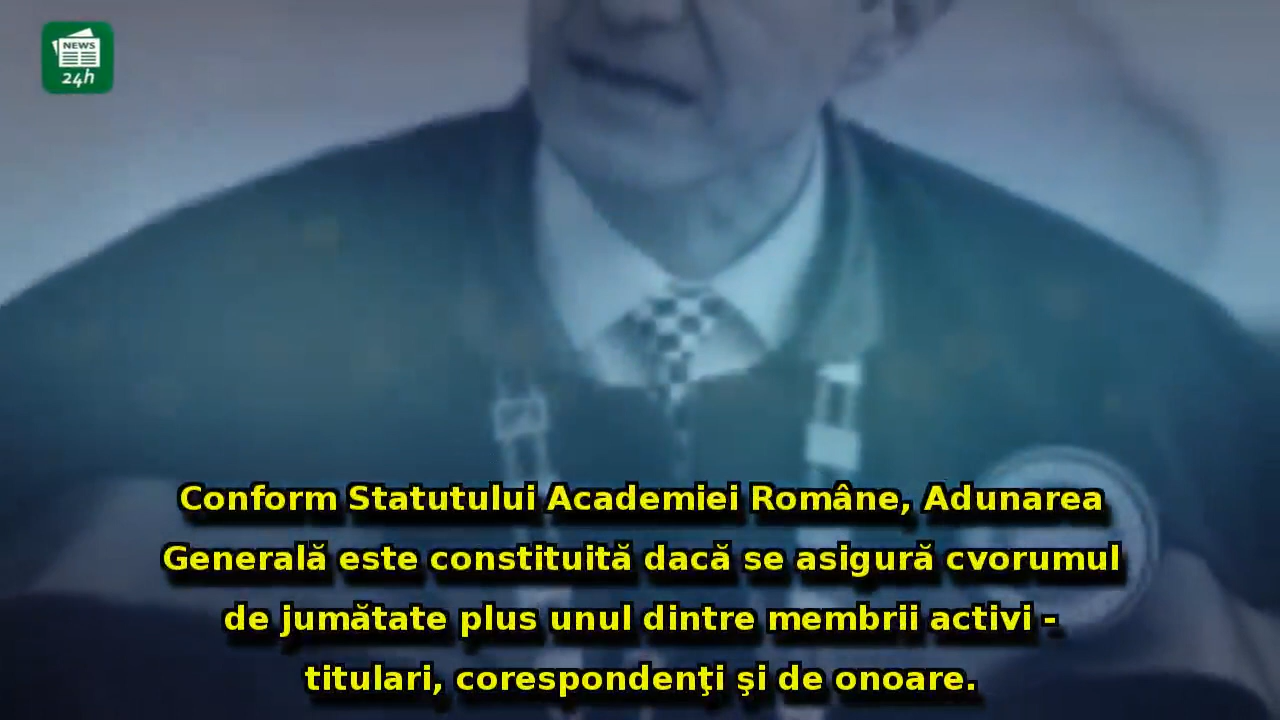 NEWS
24h
Conform Statutului Academiei Române, Adunarea
Generală este constituită dacă se asigură cvorumul
de jumătate plus unul dintre membrii activi -
titulari, corespondenţi şi de onoare.